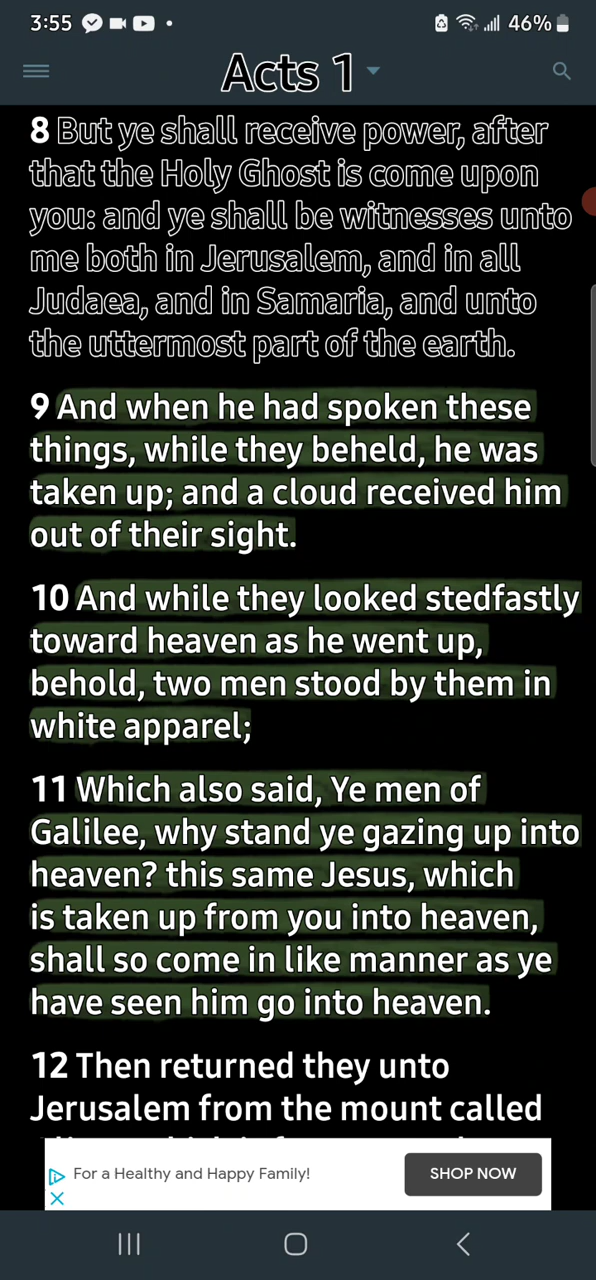 3:55
46%
Acts 1
8 But ye shall receive power, after
that the Holy Ghost is come upon
you: and ye shall be witnesses unto
me both in Jerusalem, and in all
Judaea, and in Samaria, and unto
the uttermost part of the earth.
9 And when he had spoken these
things, while they beheld, he was
taken up; and a cloud received him
out of their sight.
10 And while they looked stedfastly
toward heaven as he went up,
behold, two men stood by them in
white apparel;
11 Which also said, Ye men of
Galilee, why stand ye gazing up into
heaven? this same Jesus, which
is taken up from you into heaven,
shall so come in like manner as ye
have seen him go into heaven.
12 Then returned they unto
Jerusalem from the mount called
For a Healthy and Happy Family!
SHOP NOW